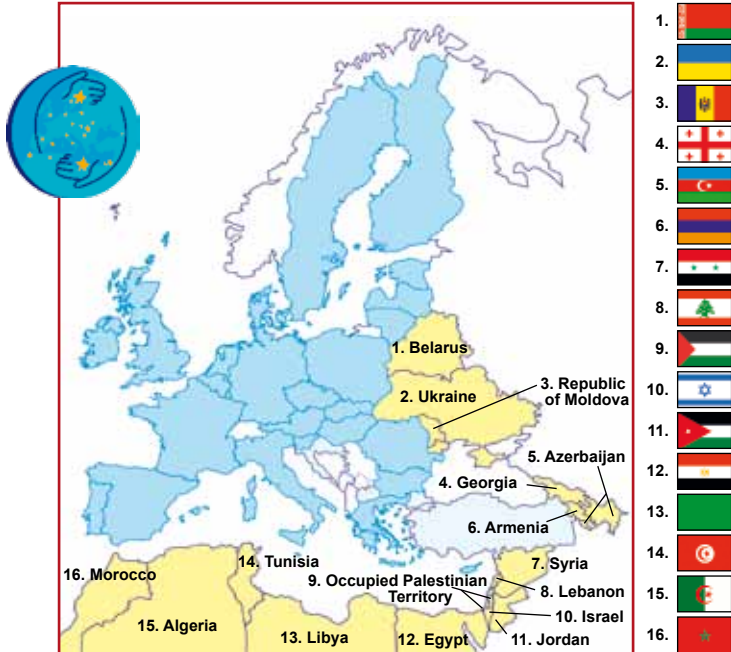 1. Belarus
2. Ukraine
3. Republic
of Moldova
5. Azerbaijan
4. Georgia
6. Armenia
7. Syria
14. Tunisia
16. Morocco
9. Occupied Palestinian
Territory
8. Lebanon
10. Israel
15. Algeria
13. Libya
12. Egypt
11. Jordan
1.
2.
3.
4.
5.
6.
7.
8.
9.
10.
11.
12.
13.
14.
15.
16.